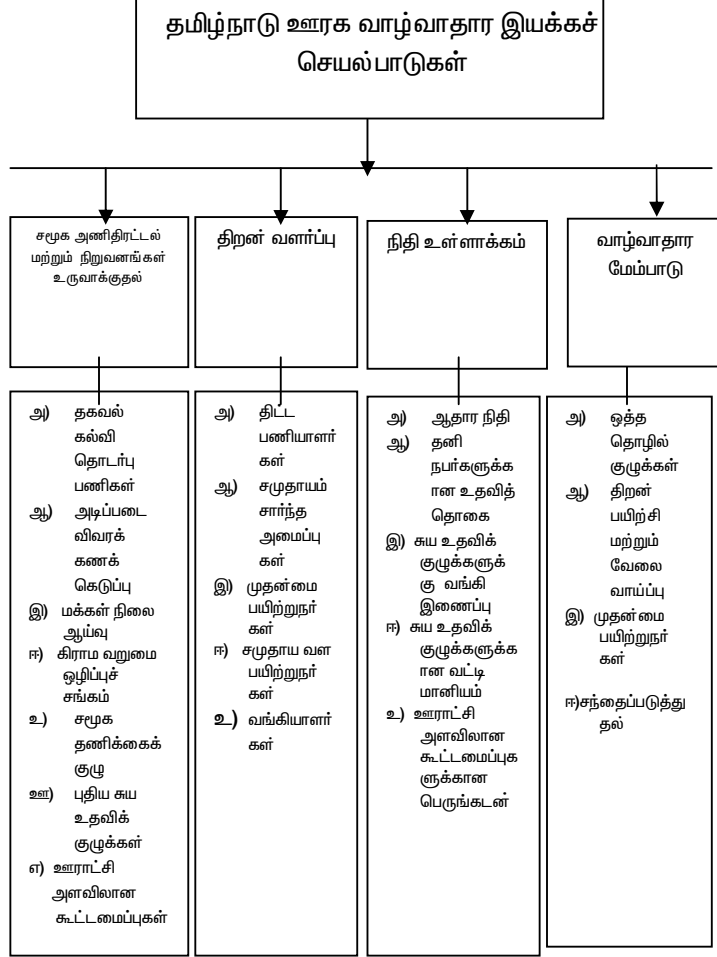 தமிழ்நாடு ஊரக வாழ்வாதார இயக்கச்
செயல்பாடுகள்
சமூக அணிதிரட்டல்
மற்றும் நிறுவனங்கள்
உருவாக்குதல்
திறன் வளர்ப்பு
நிதி உள்ளாக்கம்
வாழ்வாதார
மேம்பாடு
அ) தகவல்
கல்வி
தொடர்பு
பணிகள்
ஆ) அடிப்படை
விவரக்
கணக்
கெடுப்பு
இ) மக்கள் நிலை
ஆய்வு
ஈ) கிராம வறுமை
ஒழிப்புச்
சங்கம்
உ) சமூக
தணிக்கைக்
குழு
ஊ) புதிய சுய
உதவிக்
குழுக்கள்
எ) ஊராட்சி
அளவிலான
கூட்டமைப்புகள்
அ) திட்ட
பணியாளர்
கள்
ஆ) சமுதாயம்
சார்ந்த
அமைப்பு
கள்
இ) முதன்மை
பயிற்றுநர்
கள்
ஈ) சமுதாய வள
பயிற்றுநர்
கள்
உ) வங்கியாளர்
கள்
அ) ஆதார நிதி
ஆ) தனி
நபர்களுக்க
ான உதவித்
தொகை
இ) சுய உதவிக்
குழுக்களுக்
கு வங்கி
இணைப்பு
ஈ) சுய உதவிக்
குழுக்களுக்க
ான வட்டி
மானியம்
உ) ஊராட்சி
அளவிலான
கூட்டமைப்புக
ளுக்கான
பெருங்கடன்
அ) ஒத்த
தொழில்
குழுக்கள்
ஆ) திறன்
பயிற்சி
மற்றும்
வேலை
வாய்ப்பு
இ) முதன்மை
பயிற்றுநர்
கள்
ஈ)சந்தைப்படுத்து
தல்